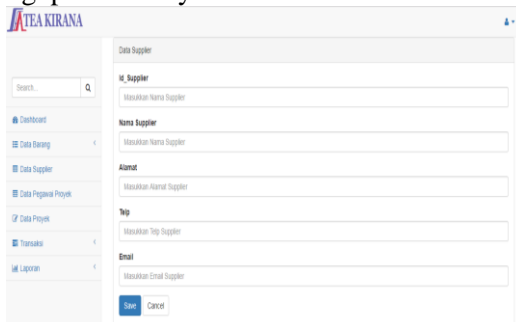 TEA KIRANA
Data Supplier
Search...
Dashboard
Data Barang
Data Supplier
Data Pegawai Proyek
Data Proyek
Transaksi
Laporan
Id_Supplier
Masukkan Nama Supplier
Nama Supplier
Masukkan Nama Supplier
Alamat
Masukkan Alamat Supplier
Telp
Masukkan Telp Supplier
Email
Masukkan Email Supplier
Save Cancel